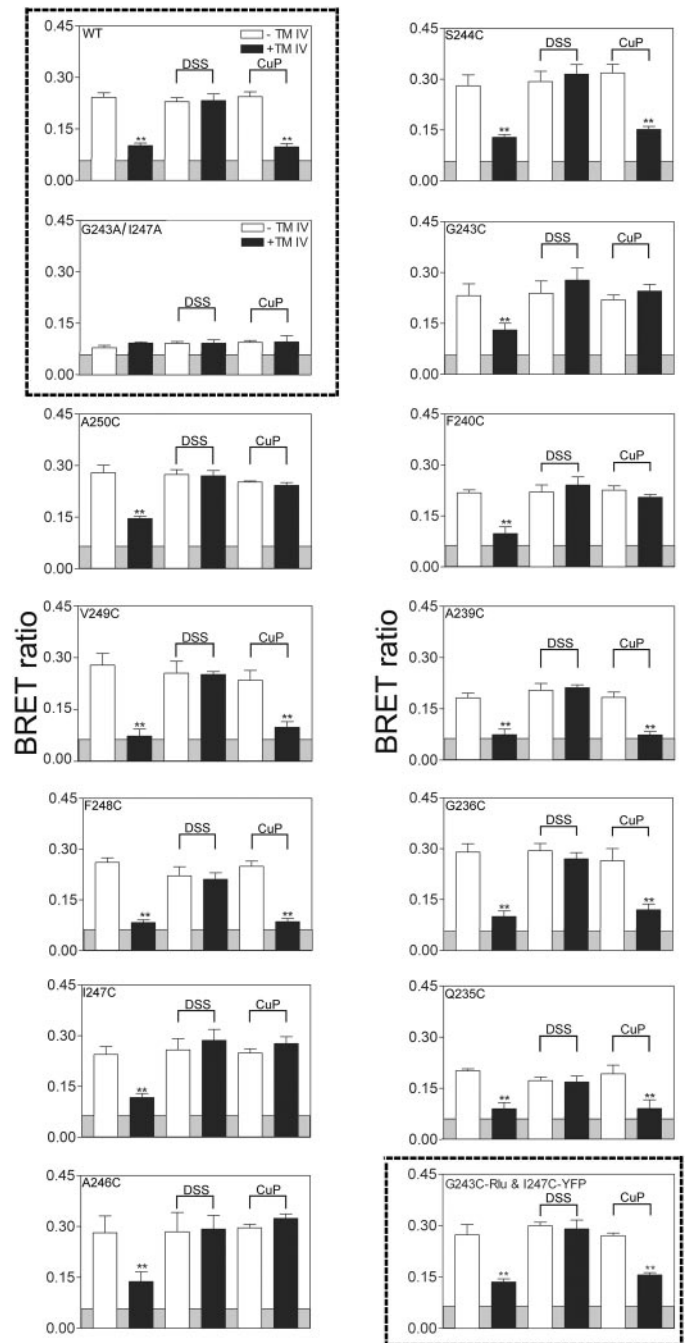 WT
- TM IV
+TM IV
DSS
CuP
**
**
0.45
0.30
0.15
0.00
G243A/ I247A
- TM IV
+TM IV
DSS
CuP
0.45
0.30
0.15
0.00
A250C
DSS
CuP
**
0.45
0.30
0.15
0.00
V249C
DSS
CuP
**
**
0.45
0.30
0.15
0.00
BRET ratio
F248C
DSS
CuP
**
**
0.45
0.30
0.15
0.00
I247C
DSS
CuP
**
0.45
0.30
0.15
0.00
A246C
DSS
CuP
**
0.45
0.30
0.15
0.00
S244C
DSS
CuP
**
**
0.45
0.30
0.15
0.00
G243C
DSS
CuP
**
0.45
0.30
0.15
0.00
F240C
DSS
CuP
**
0.45
0.30
0.15
0.00
A239C
DSS
CuP
**
**
0.45
0.30
0.15
0.00
BRET ratio
G236C
DSS
CuP
**
**
0.45
0.30
0.15
0.00
Q235C
DSS
CuP
**
**
0.45
0.30
0.15
0.00
G243C-Rlu & I247C-YFP
DSS
CuP
**
**
0.45
0.30
0.15
0.00